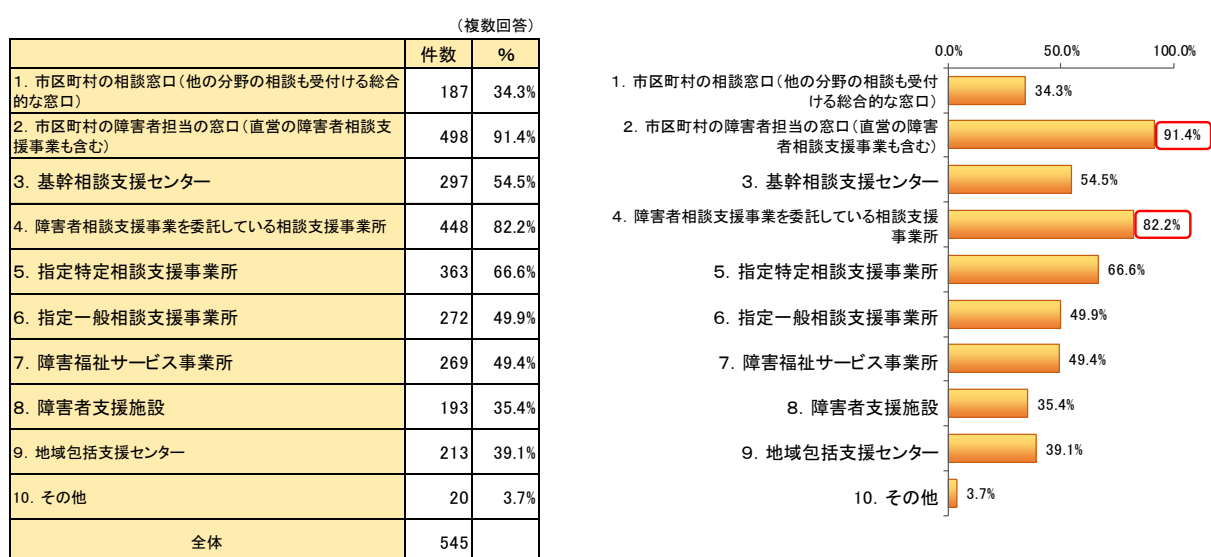 （複数回答）
件数 %
1．市区町村の相談窓口（他の分野の相談も受付ける総合
的な窓口） 187 34.3%
2．市区町村の障害者担当の窓口（直営の障害者相談支
援事業も含む） 498 91.4%
3．基幹相談支援センター 297 54.5%
4．障害者相談支援事業を委託している相談支援事業所 448 82.2%
5．指定特定相談支援事業所 363 66.6%
6．指定一般相談支援事業所 272 49.9%
7．障害福祉サービス事業所 269 49.4%
8．障害者支援施設 193 35.4%
9．地域包括支援センター 213 39.1%
10．その他 20 3.7%
全体 545
0.0% 50.0% 100.0%
1．市区町村の相談窓口（他の分野の相談も受付
ける総合的な窓口） 34.3%
2．市区町村の障害者担当の窓口（直営の障害
者相談支援事業も含む） 91.4%
3．基幹相談支援センター 54.5%
4．障害者相談支援事業を委託している相談支援
事業所 82.2%
5．指定特定相談支援事業所 66.6%
6．指定一般相談支援事業所 49.9%
7．障害福祉サービス事業所 49.4%
8．障害者支援施設 35.4%
9．地域包括支援センター 39.1%
10．その他 3.7%